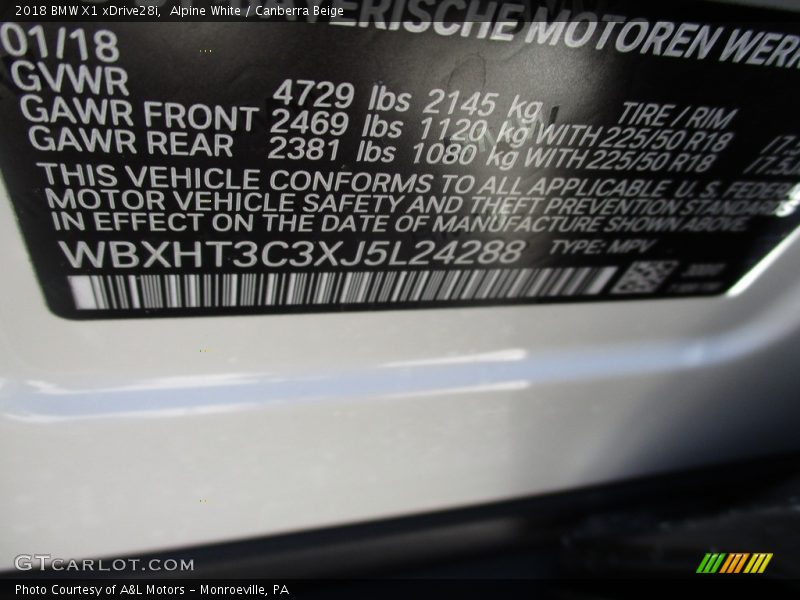 2018 BMW X1 xDrive28i, Alpine White / Canberra Beige
BAYERISCHE MOTOREN WERK
01/18
GVWR 4729 lbs 2145 kg TIRE / RIM
GAWR FRONT 2469 lbs 1120 kg WITH 225/50 R18
GAWR REAR 2381 lbs 1080 kg WITH 225/50 R18
THIS VEHICLE CONFORMS TO ALL APPLICABLE U. S. FEDERAL
MOTOR VEHICLE SAFETY AND THEFT PREVENTION STANDARDS
IN EFFECT ON THE DATE OF MANUFACTURE SHOWN ABOVE.
WBXHT3C3XJ5L24288 TYPE: MPV
GTCARLOT.COM
Photo Courtesy of A&L Motors – Monroeville, PA